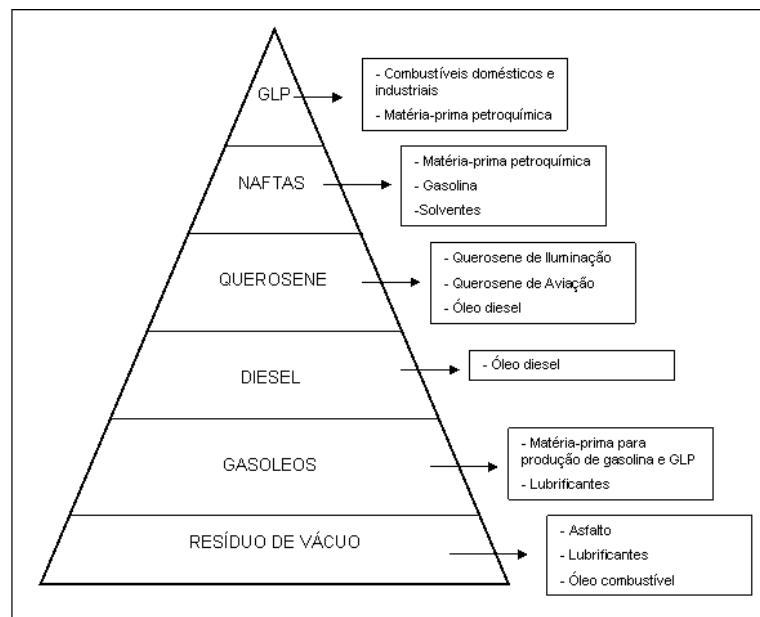 GLP
- Combustíveis domésticos e
industriais
- Matéria-prima petroquímica
NAFTAS
- Matéria-prima petroquímica
- Gasolina
-Solventes
QUEROSENE
- Querosene de Iluminação
- Querosene de Aviação
- Óleo diesel
DIESEL
- Óleo diesel
GASOLEOS
- Matéria-prima para
produção de gasolina e GLP
- Lubrificantes
RESÍDUO DE VÁCUO
- Asfalto
- Lubrificantes
- Óleo combustível